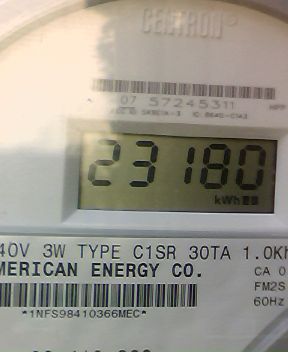 CENTRON®
07 57245311
23180
kWh
40V 3W TYPE C1SR 30TA 1.0Kh
MERICAN ENERGY CO.
CA 0
FM2S
60Hz
*1NFS98410366MEC*